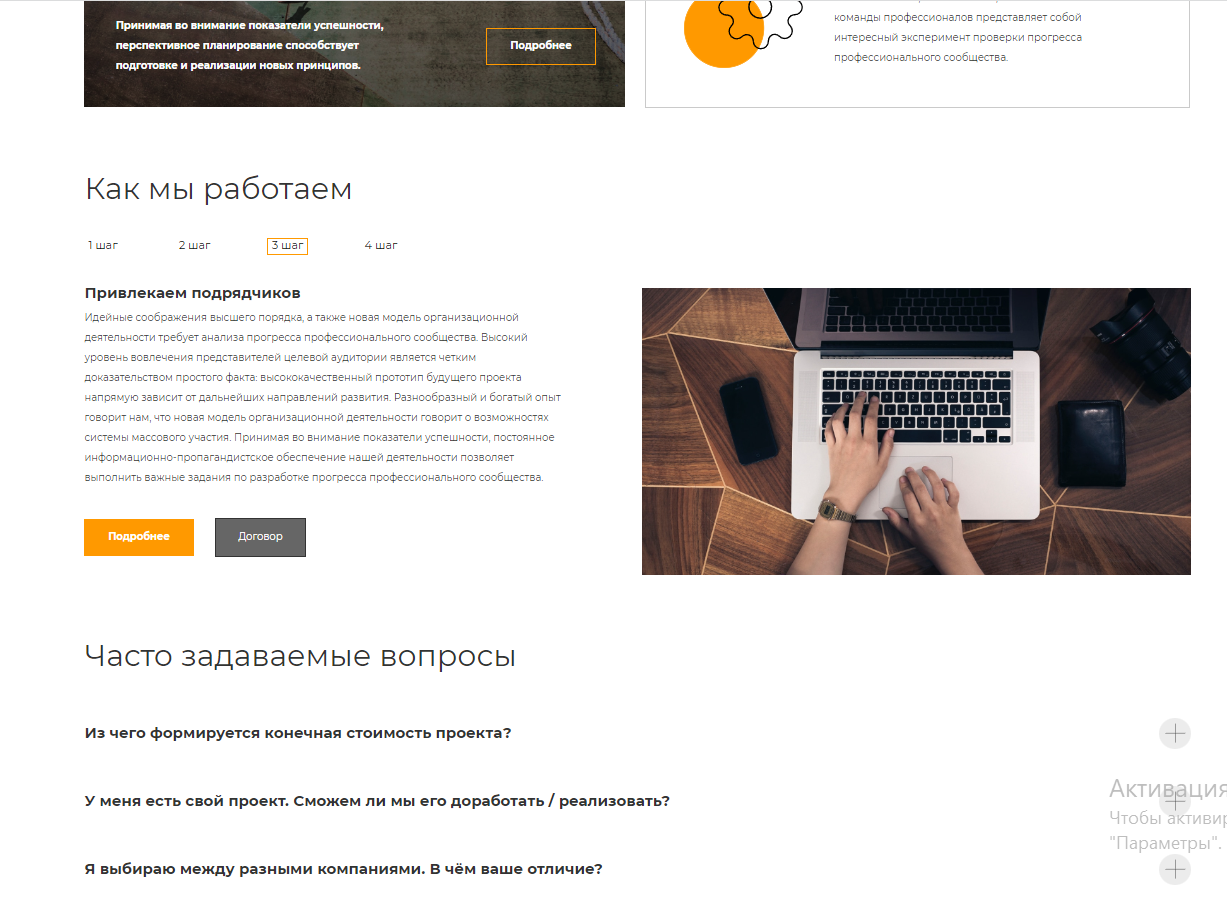 Принимая во внимание показатели успешности,
перспективное планирование способствует
подготовке и реализации новых принципов.
Подробнее
команды профессионалов представляет собой
интересный эксперимент проверки прогресса
профессионального сообщества.
Как мы работаем
1 шаг
2 шаг
3 шаг
4 шаг
Привлекаем подрядчиков
Идейные соображения высшего порядка, а также новая модель организационной
деятельности требует анализа прогресса профессионального сообщества. Высокий
уровень вовлечения представителей целевой аудитории является четким
доказательством простого факта: высококачественный прототип будущего проекта
напрямую зависит от дальнейших направлений развития. Разнообразный и богатый опыт
говорит нам, что новая модель организационной деятельности говорит о возможностях
системы массового участия. Принимая во внимание показатели успешности, постоянное
информационно-пропагандистское обеспечение нашей деятельности позволяет
выполнить важные задания по разработке прогресса профессионального сообщества.
Подробнее
Договор
Часто задаваемые вопросы
Из чего формируется конечная стоимость проекта?
У меня есть свой проект. Сможем ли мы его доработать / реализовать?
Я выбираю между разными компаниями. В чём ваше отличие?
Активация
Чтобы активир
"Параметры".